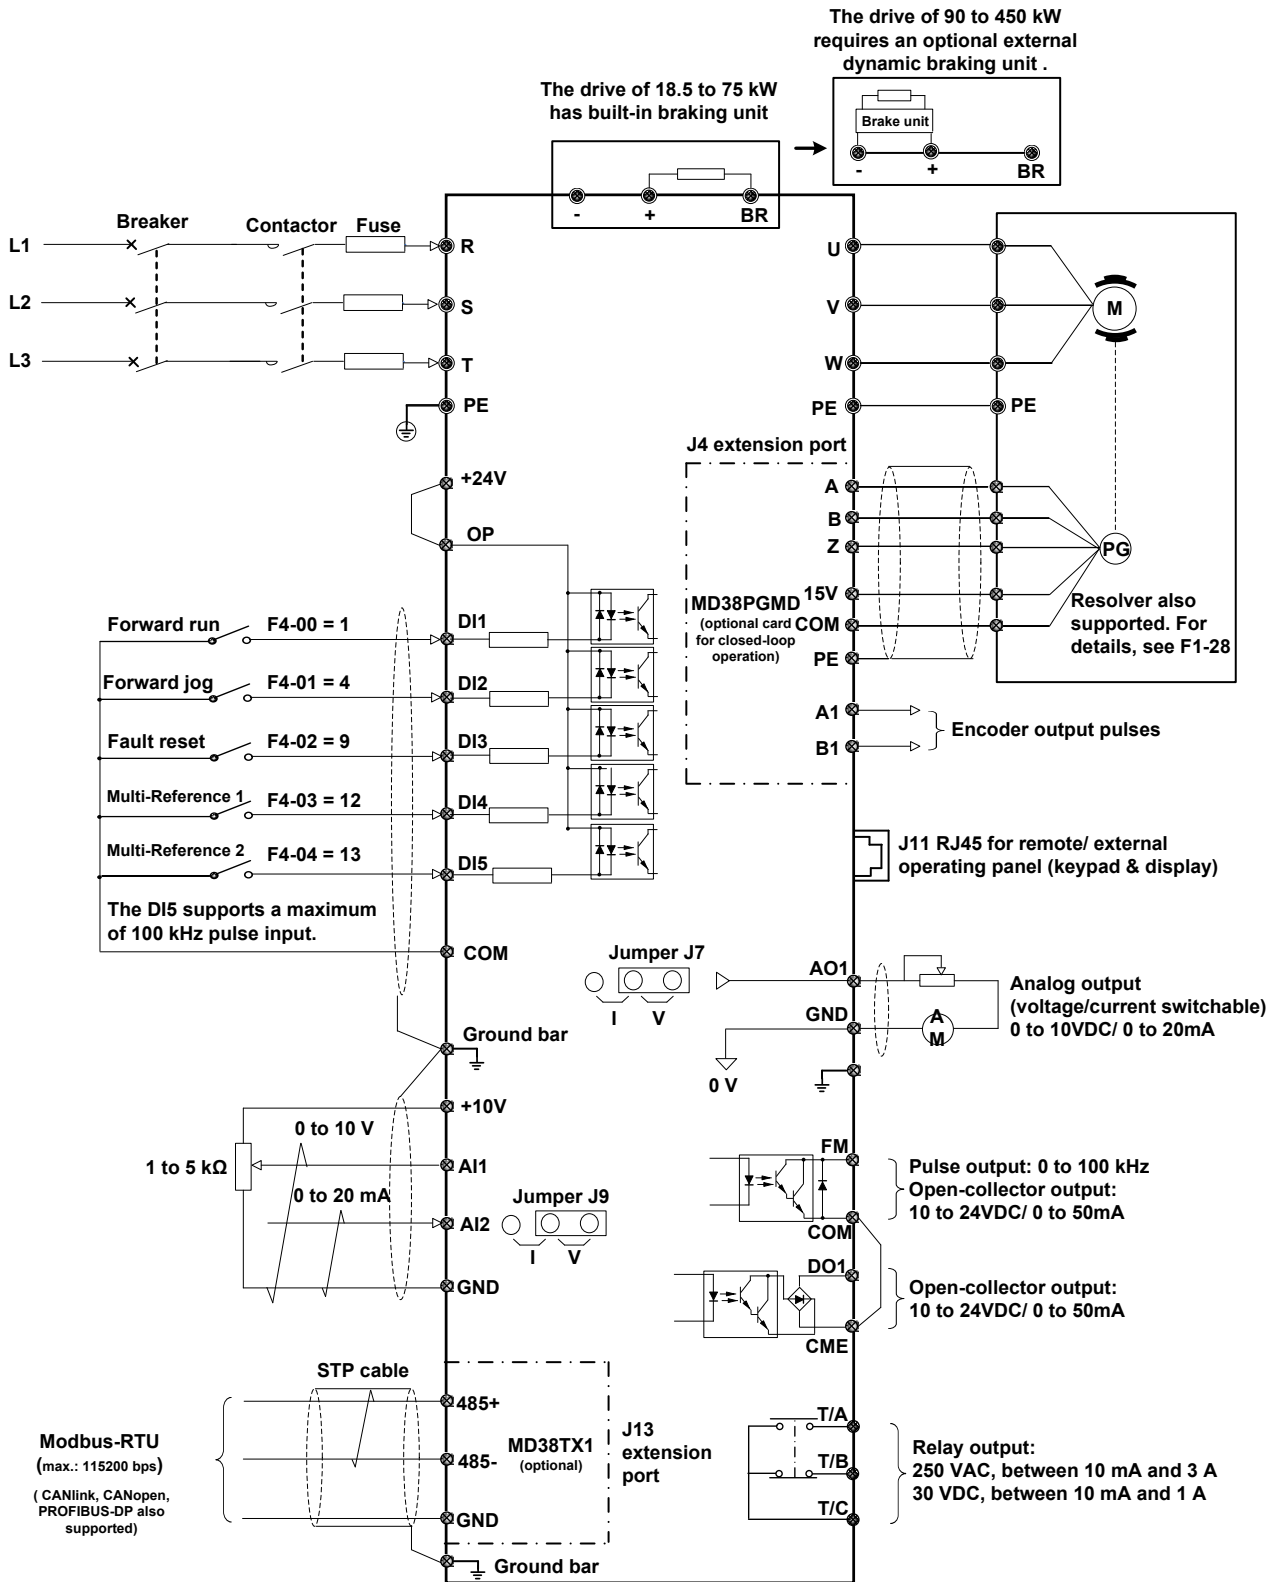 The drive of 90 to 450 kW
requires an optional external
dynamic braking unit .
The drive of 18.5 to 75 kW
has built-in braking unit
Brake unit
-
+
BR
-
+
BR
Breaker
Contactor
Fuse
L1
R
L2
S
L3
T
PE
U
V
W
PE
PE
M
J4 extension port
+24V
OP
A
B
Z
15V
COM
PE
A1
B1
PG
MD38PGMD
(optional card
for closed-loop
operation)
Resolver also
supported. For
details, see F1-28
Encoder output pulses
Forward run
F4-00 = 1
DI1
Forward jog
F4-01 = 4
DI2
Fault reset
F4-02 = 9
DI3
Multi-Reference 1
F4-03 = 12
DI4
Multi-Reference 2
F4-04 = 13
DI5
The DI5 supports a maximum
of 100 kHz pulse input.
COM
J11 RJ45 for remote/ external
operating panel (keypad & display)
Jumper J7
I
V
AO1
GND
0 V
A
M
Analog output
(voltage/current switchable)
0 to 10VDC/ 0 to 20mA
Ground bar
+10V
0 to 10 V
1 to 5 kΩ
AI1
0 to 20 mA
AI2
Jumper J9
I
V
GND
FM
COM
Pulse output: 0 to 100 kHz
Open-collector output:
10 to 24VDC/ 0 to 50mA
DO1
CME
Open-collector output:
10 to 24VDC/ 0 to 50mA
STP cable
485+
485-
GND
Modbus-RTU
(max.: 115200 bps)
( CANlink, CANopen,
PROFIBUS-DP also
supported)
MD38TX1
(optional)
J13
extension
port
Ground bar
T/A
T/B
T/C
Relay output:
250 VAC, between 10 mA and 3 A
30 VDC, between 10 mA and 1 A